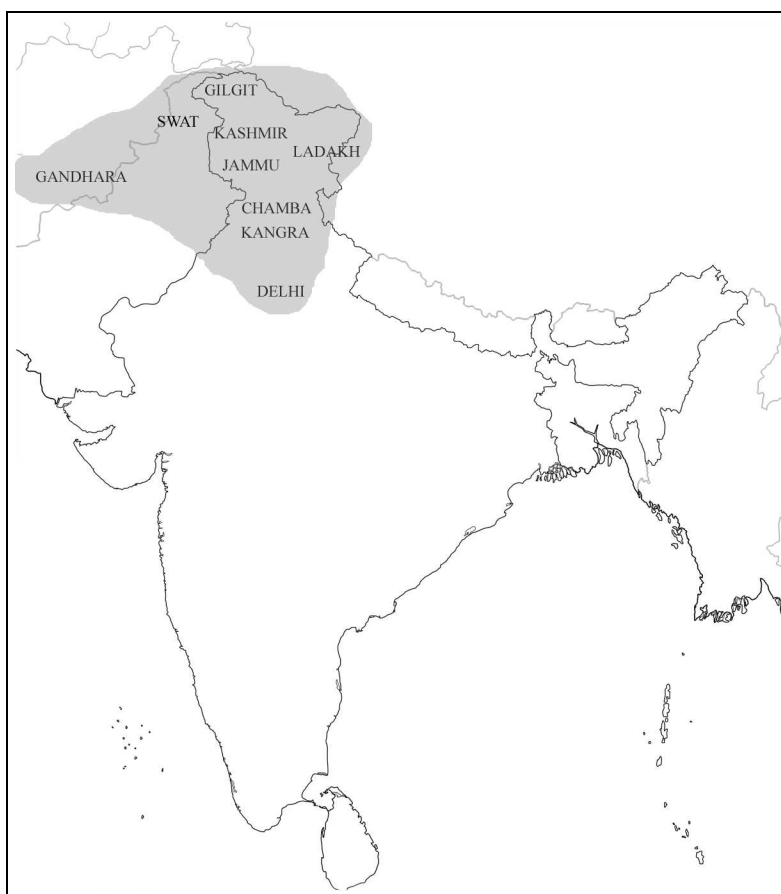 GILGIT
SWAT
KASHMIR
LADAKH
JAMMU
GANDHARA
CHAMBA
KANGRA
DELHI